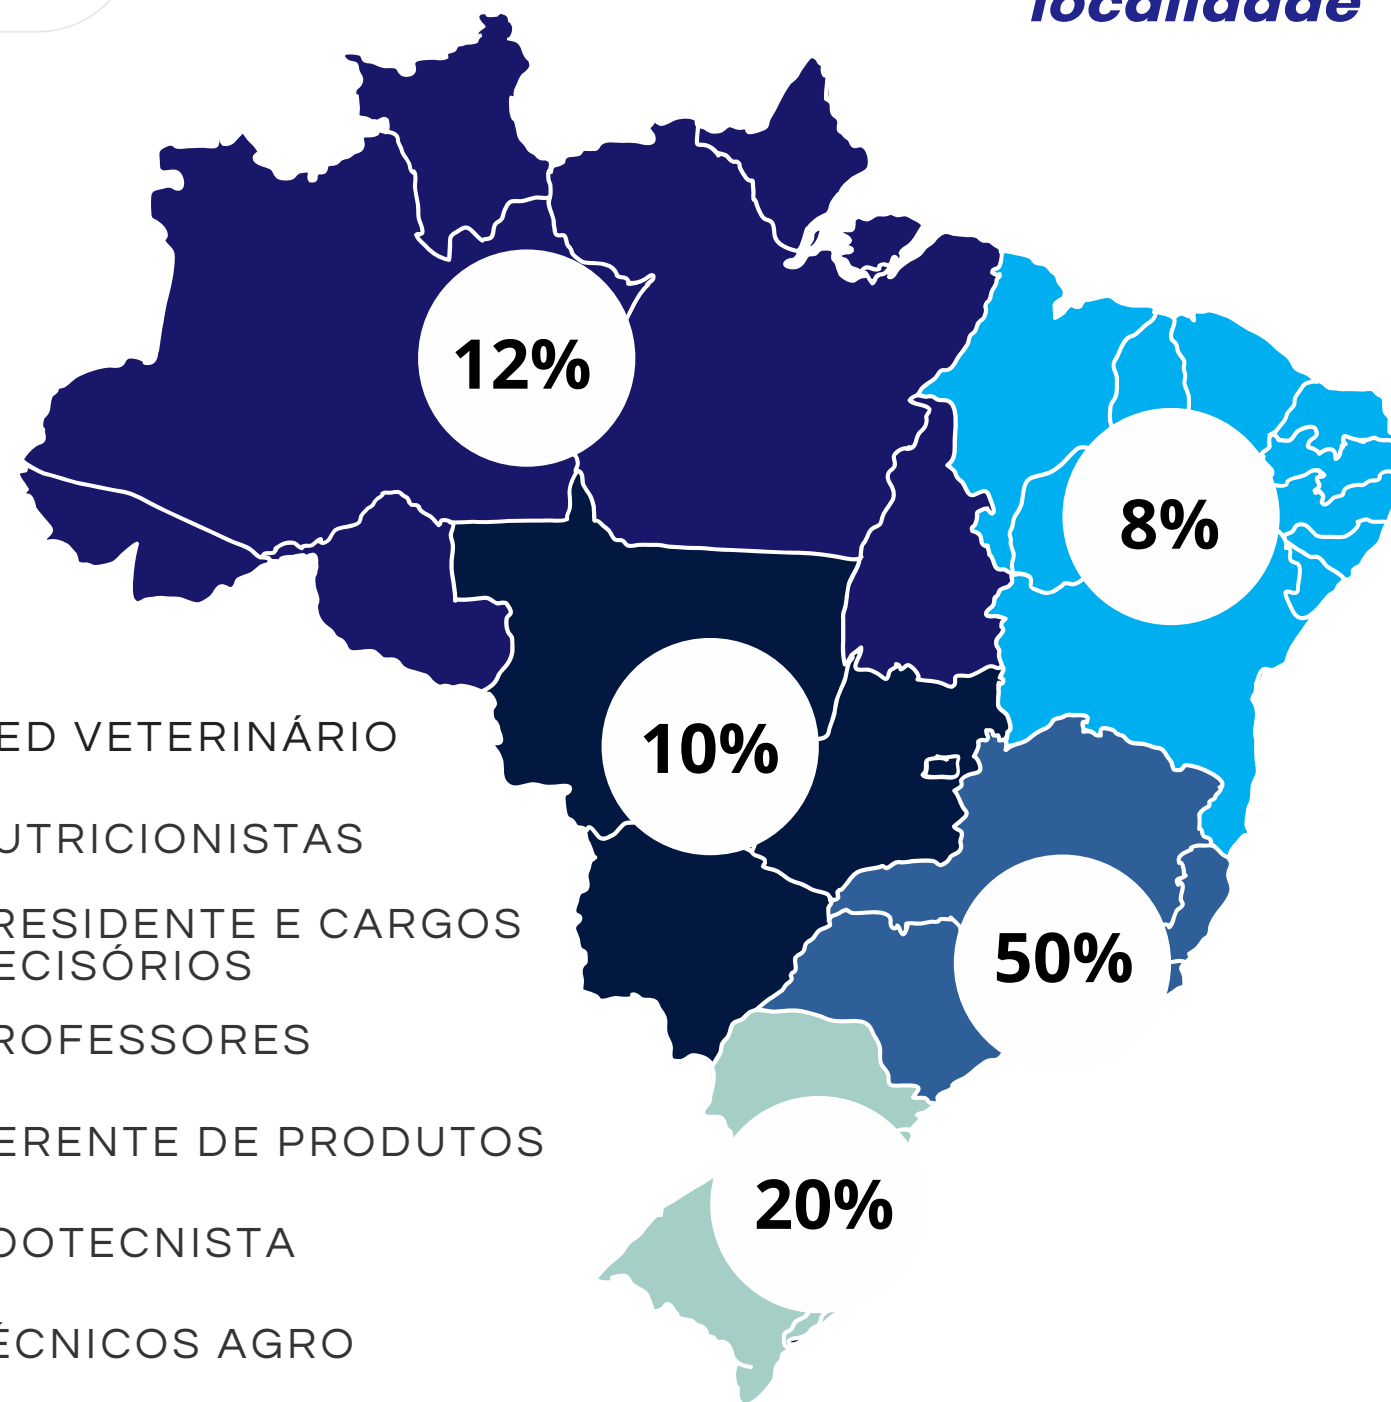 localidade
12%
8%
10%
50%
20%
ED VETERINÁRIO
UTRICIONISTAS
RESIDENTE E CARGOS
ECISÓRIOS
ROFESSORES
ERENTE DE PRODUTOS
OOTECNISTA
ÉCNICOS AGRO